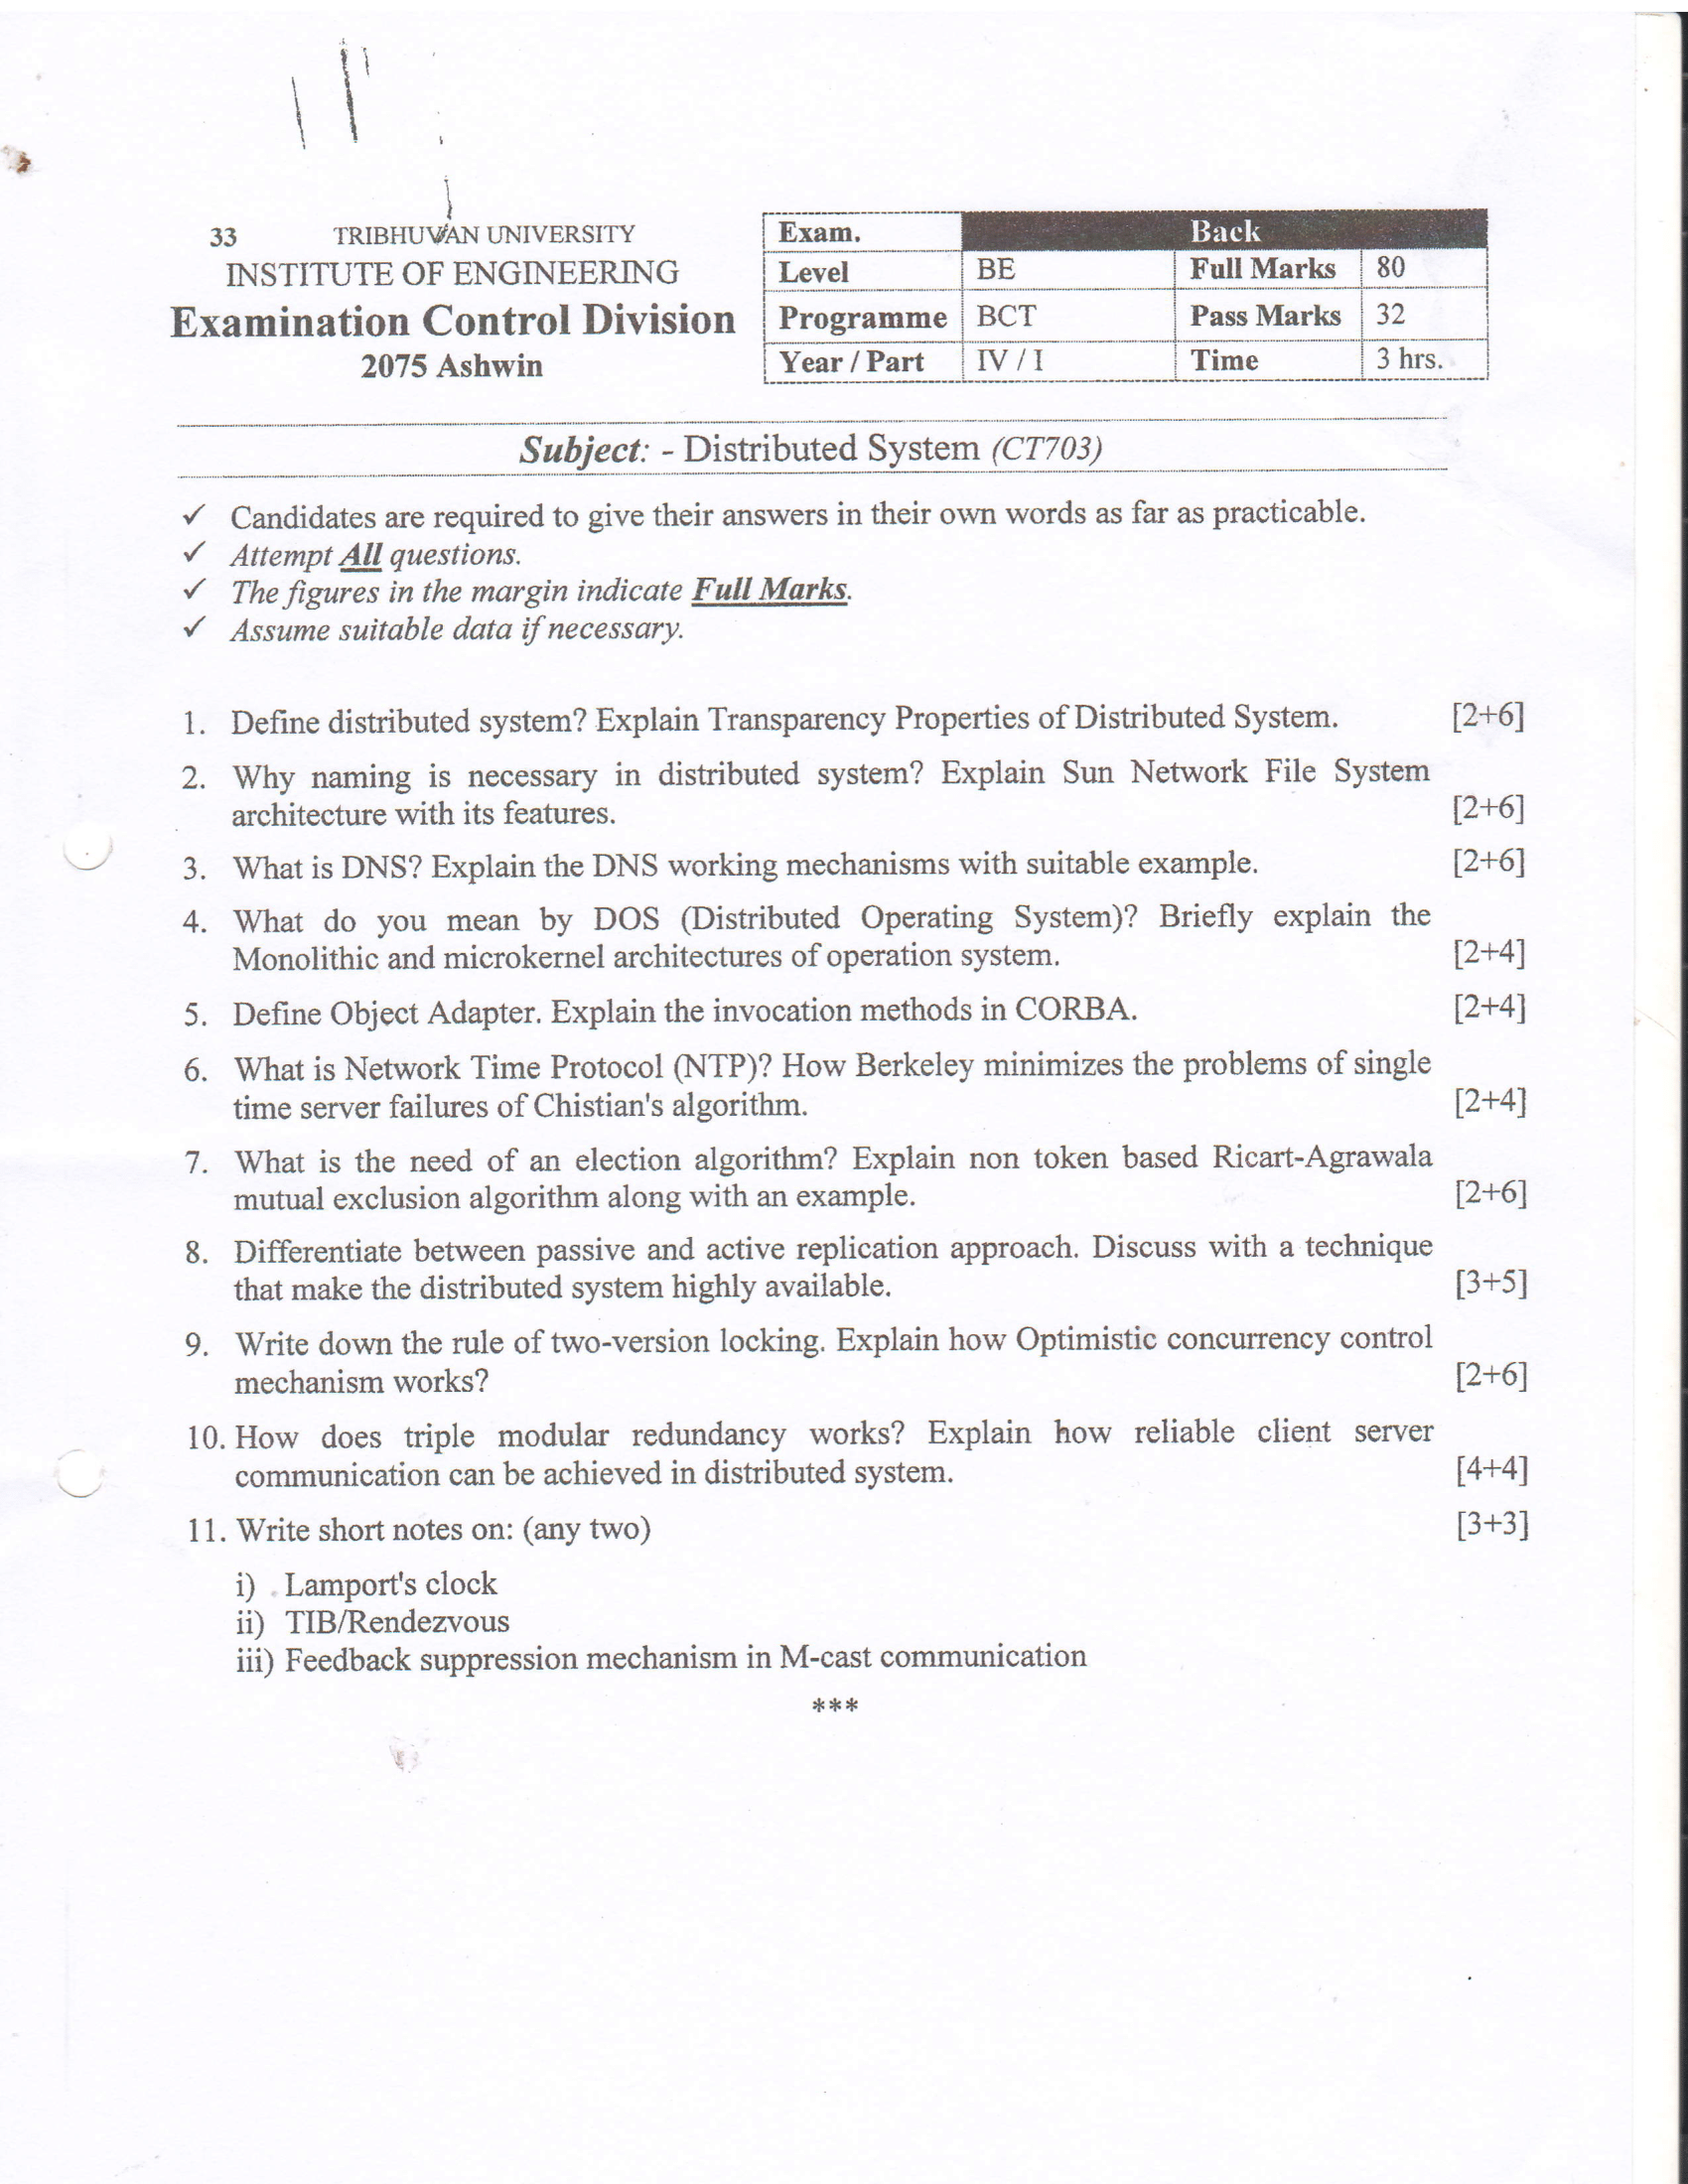 33 TRIBHUVAN UNIVERSITY
INSTITUTE OF ENGINEERING
Examination Control Division
2075 Ashwin
Exam. Back
Level BE Full Marks 80
Programme BCT Pass Marks 32
Year / Part IV / I Time 3 hrs.
Subject: - Distributed System (CT703)
✓ Candidates are required to give their answers in their own words as far as practicable.
✓ Attempt All questions.
✓ The figures in the margin indicate Full Marks.
✓ Assume suitable data if necessary.
1. Define distributed system? Explain Transparency Properties of Distributed System. [2+6]
2. Why naming is necessary in distributed system? Explain Sun Network File System
architecture with its features. [2+6]
3. What is DNS? Explain the DNS working mechanisms with suitable example. [2+6]
4. What do you mean by DOS (Distributed Operating System)? Briefly explain the
Monolithic and microkernel architectures of operation system. [2+4]
5. Define Object Adapter. Explain the invocation methods in CORBA. [2+4]
6. What is Network Time Protocol (NTP)? How Berkeley minimizes the problems of single
time server failures of Chistian's algorithm. [2+4]
7. What is the need of an election algorithm? Explain non token based Ricart-Agrawala
mutual exclusion algorithm along with an example. [2+6]
8. Differentiate between passive and active replication approach. Discuss with a technique
that make the distributed system highly available. [3+5]
9. Write down the rule of two-version locking. Explain how Optimistic concurrency control
mechanism works? [2+6]
10. How does triple modular redundancy works? Explain how reliable client server
communication can be achieved in distributed system. [4+4]
11. Write short notes on: (any two) [3+3]
i) Lamport's clock
ii) TIB/Rendezvous
iii) Feedback suppression mechanism in M-cast communication
***